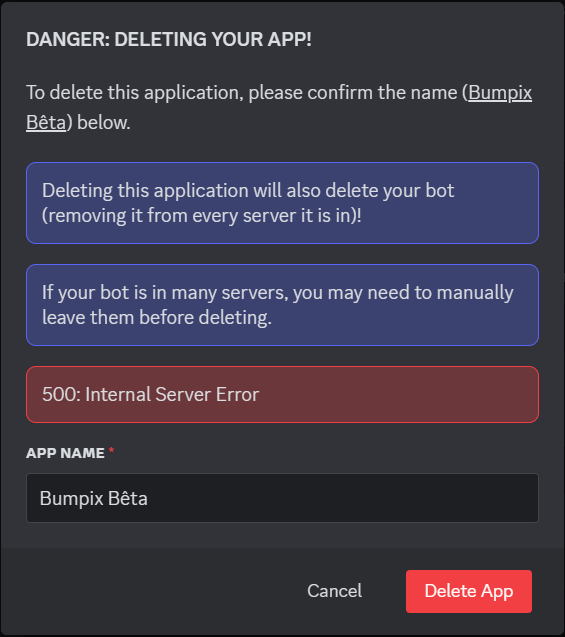 DANGER: DELETING YOUR APP!
To delete this application, please confirm the name (Bumpix
Bêta) below.
Deleting this application will also delete your bot
(removing it from every server it is in)!
If your bot is in many servers, you may need to manually
leave them before deleting.
500: Internal Server Error
APP NAME *
Bumpix Bêta
Cancel
Delete App